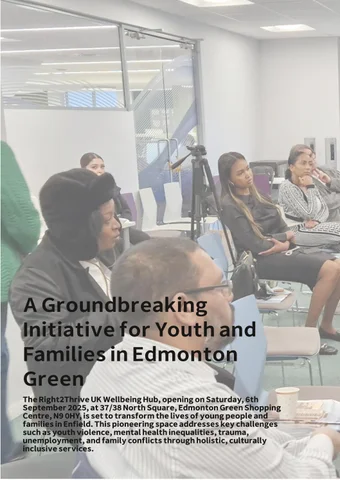 A Groundbreaking
Initiative for Youth and
Families in Edmonton
Green
The Right2Thrive UK Wellbeing Hub, opening on Saturday, 6th
September 2025, at 37/38 North Square, Edmonton Green Shopping
Centre, N9 0HY, is set to transform the lives of young people and
families in Enfield. This pioneering space addresses key challenges
such as youth violence, mental health inequalities, trauma,
unemployment, and family conflicts through holistic, culturally
inclusive services.